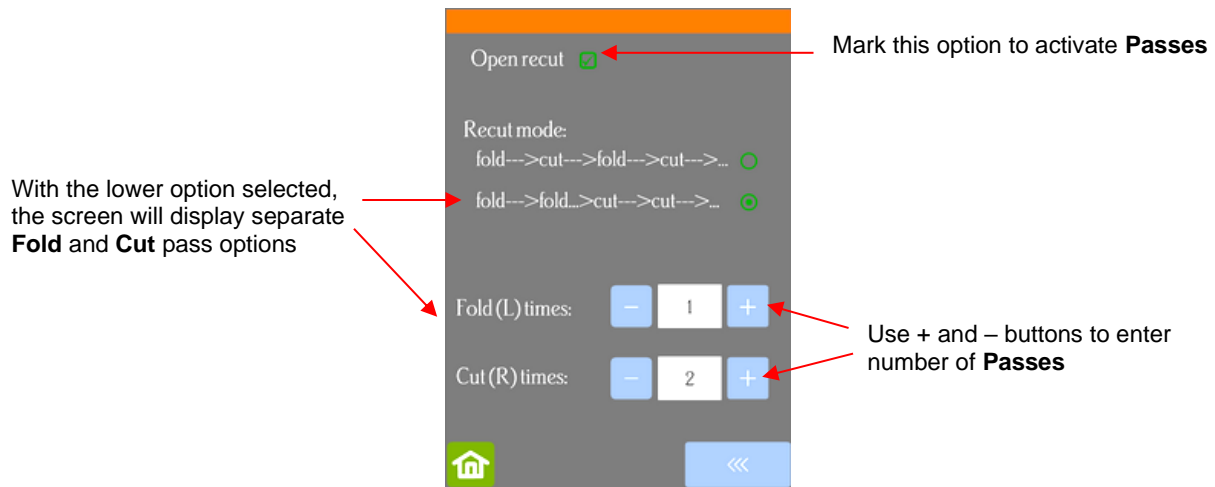 Open recut
Mark this option to activate Passes
Recut mode:
fold--->cut--->fold--->cut--->...
fold--->fold...>cut--->cut--->...
With the lower option selected,
the screen will display separate
Fold and Cut pass options
Fold (L) times:
− 1 +
Cut (R) times:
− 2 +
Use + and – buttons to enter
number of Passes
<<<